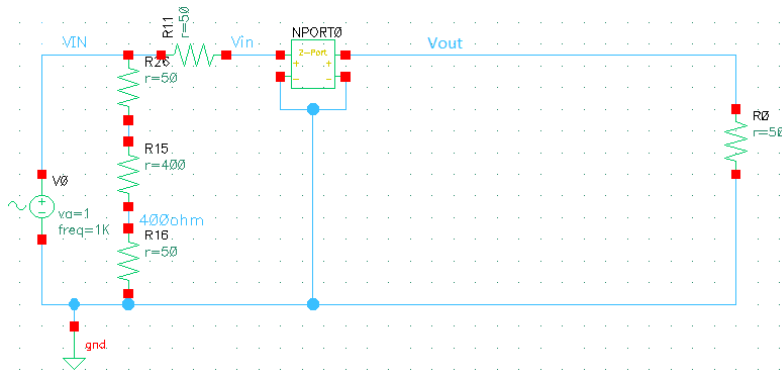 R11
r=50
VIN
Vin
NPORT0
2-Port
+ +
- -
Vout
R26
r=50
R0
r=50
R15
r=400
V0
+
-
va=1
freq=1K
400ohm
R16
r=50
gnd